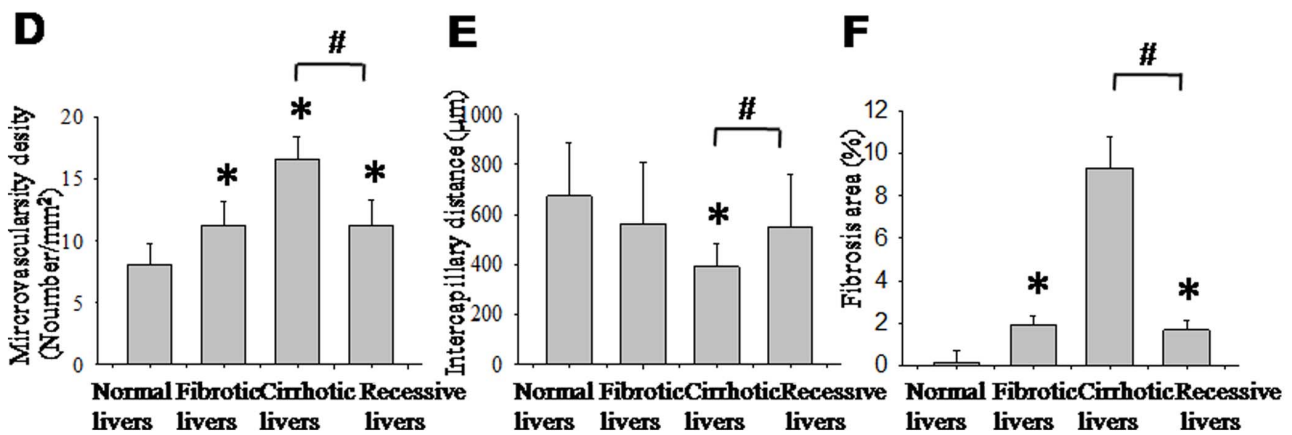 D
#
*
*
*
Mircrovascularsity desity
(Noumber/mm²)
20
15
10
5
0
Normal livers
Fibrotic livers
Cirrhotic livers
Recessive livers
E
#
*
Intercapillary distance (μm)
1000
800
600
400
200
0
Normal livers
Fibrotic livers
Cirrhotic livers
Recessive livers
F
#
*
*
Fibrosis area (%)
12
10
8
6
4
2
0
Normal livers
Fibrotic livers
Cirrhotic livers
Recessive livers